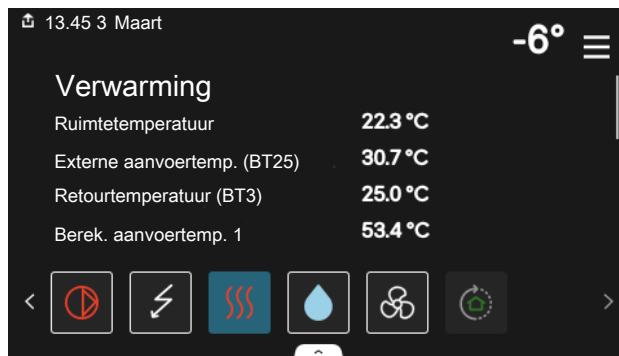 13.45 3 Maart
-6°
Verwarming
Ruimtetemperatuur 22.3 °C
Externe aanvoertemp. (BT25) 30.7 °C
Retourtemperatuur (BT3) 25.0 °C
Berek. aanvoertemp. 1 53.4 °C